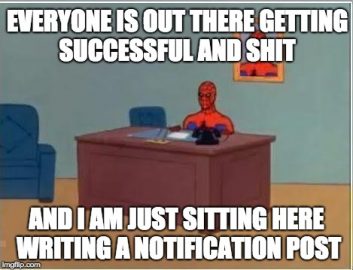 EVERYONE IS OUT THERE GETTING
SUCCESSFUL AND SHIT
AND I AM JUST SITTING HERE
WRITING A NOTIFICATION POST
imgflip.com